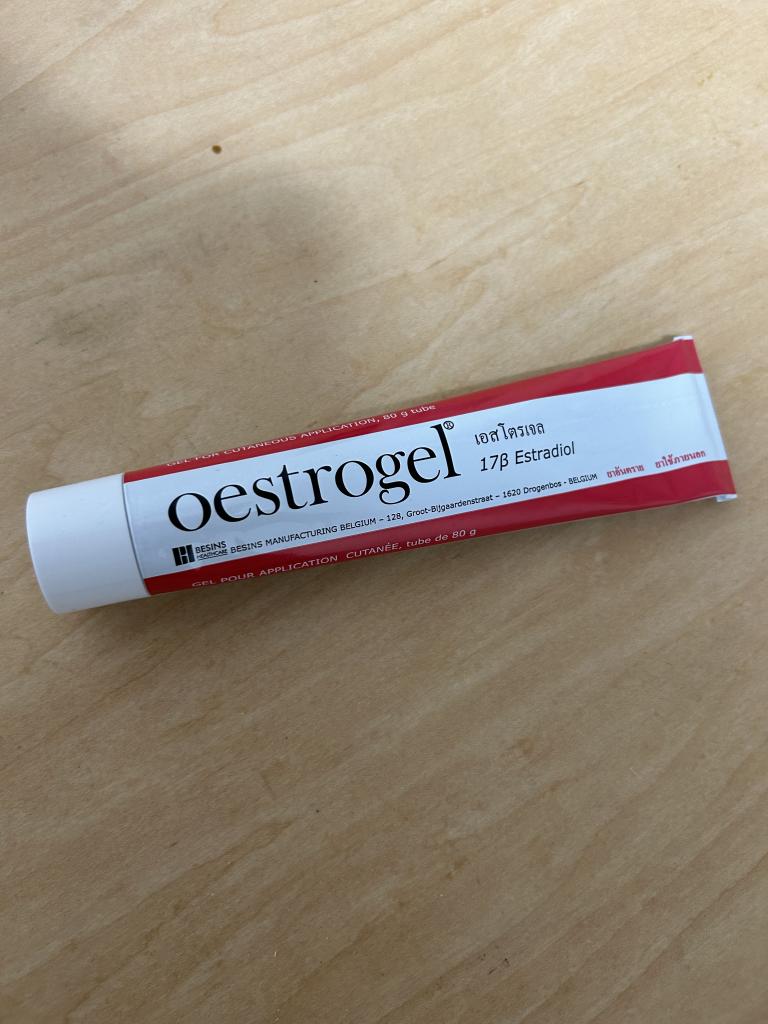 GEL FOR CUTANEOUS APPLICATION, 80 g tube
oestrogel®
เอสโตรเจล
17β Estradiol
BESINS
HEALTHCARE
BESINS MANUFACTURING BELGIUM – 128, Groot-Bijgaardenstraat – 1620 Drogenbos - BELGIUM
ยาอันตราย ยาใช้ภายนอก
GEL POUR APPLICATION CUTANÉE, tube de 80 g